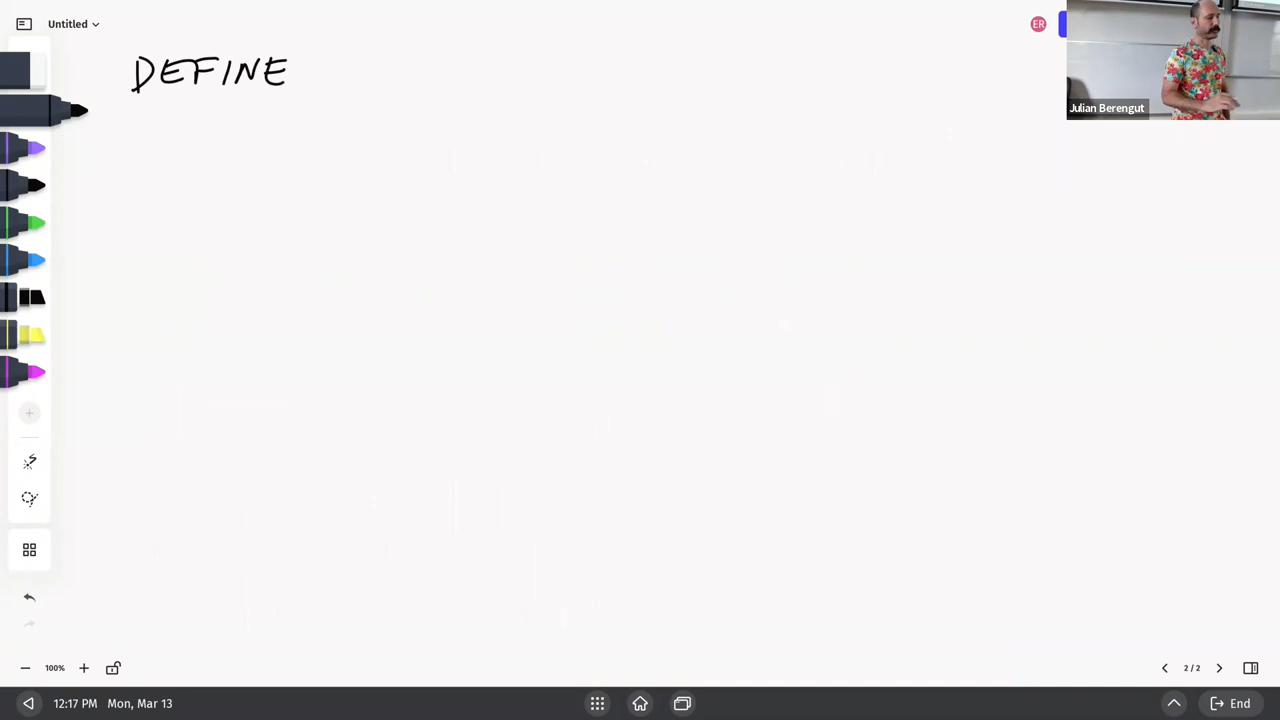 Untitled
ER
DEFINE
Julian Berengut
100%
2 / 2
12:17 PM Mon, Mar 13
End